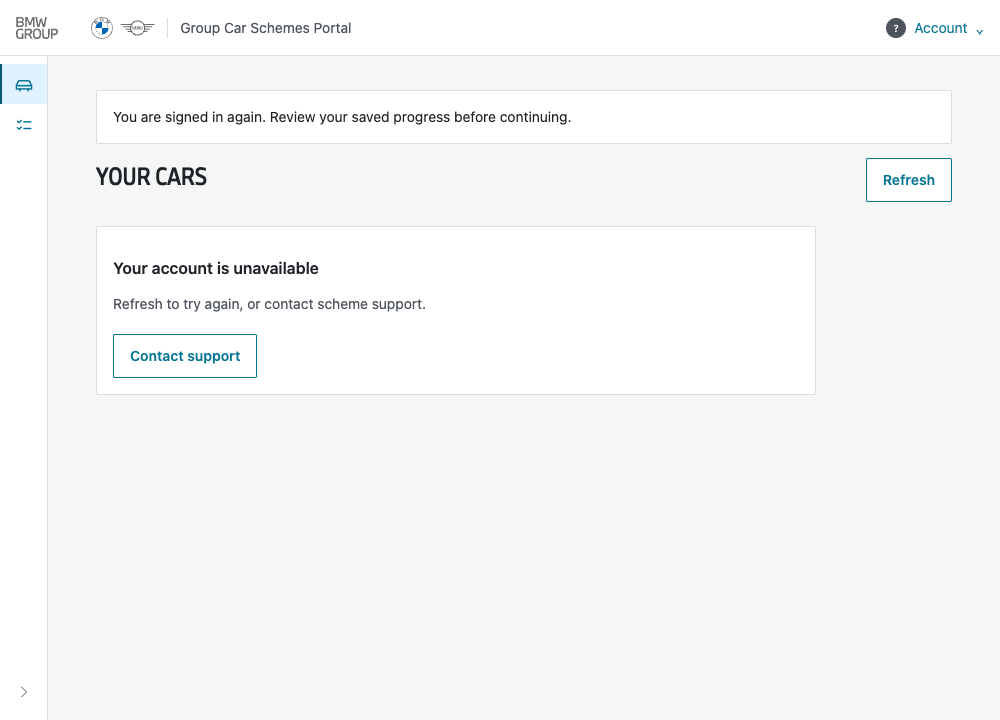 BMW
GROUP
Group Car Schemes Portal
?
Account
You are signed in again. Review your saved progress before continuing.
YOUR CARS
Refresh
Your account is unavailable
Refresh to try again, or contact scheme support.
Contact support